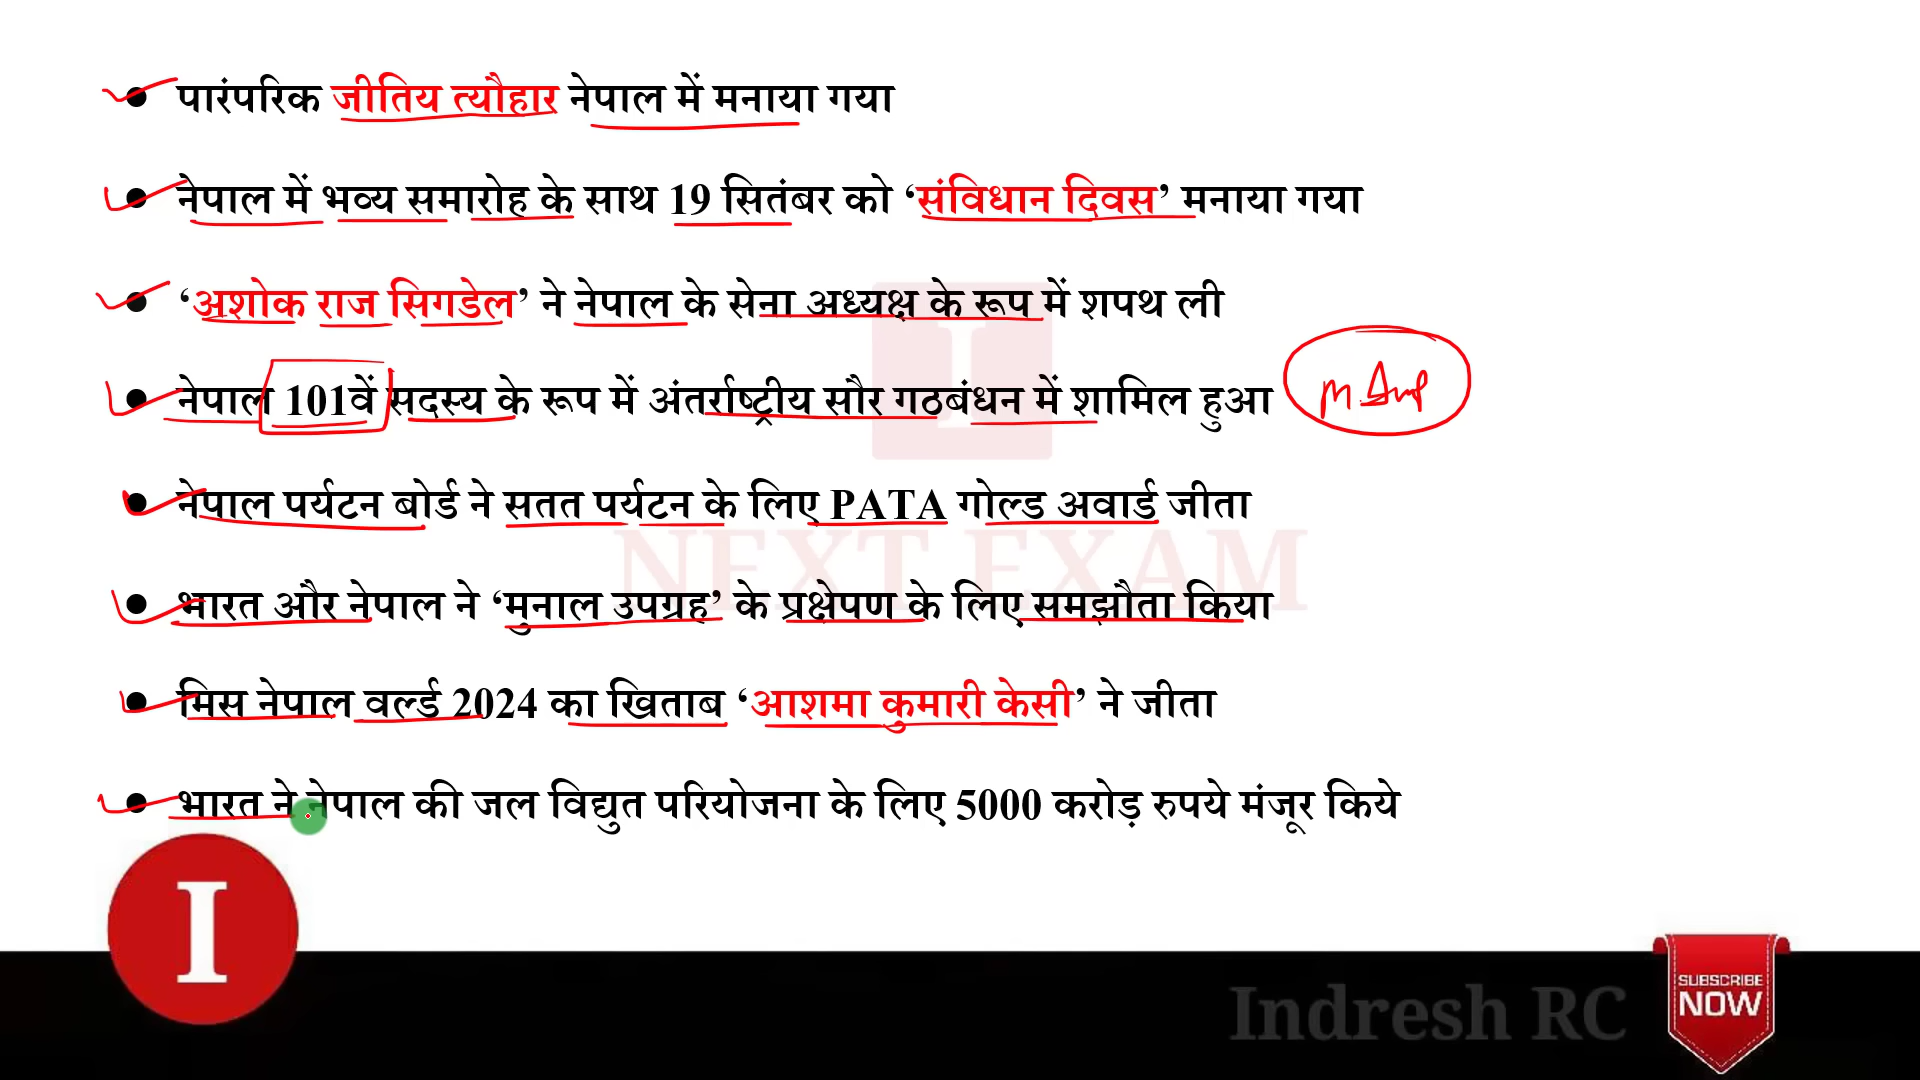 • पारंपरिक जीतिय त्यौहार नेपाल में मनाया गया
• नेपाल में भव्य समारोह के साथ 19 सितंबर को ‘संविधान दिवस’ मनाया गया
• ‘अशोक राज सिगडेल’ ने नेपाल के सेना अध्यक्ष के रूप में शपथ ली
• नेपाल 101वें सदस्य के रूप में अंतर्राष्ट्रीय सौर गठबंधन में शामिल हुआ
• नेपाल पर्यटन बोर्ड ने सतत पर्यटन के लिए PATA गोल्ड अवार्ड जीता
NEXT EXAM
• भारत और नेपाल ने ‘मुनाल उपग्रह’ के प्रक्षेपण के लिए समझौता किया
• मिस नेपाल वर्ल्ड 2024 का खिताब ‘आशमा कुमारी केसी’ ने जीता
• भारत ने नेपाल की जल विद्युत परियोजना के लिए 5000 करोड़ रुपये मंजूर किये
I
Indresh RC
SUBSCRIBE
NOW